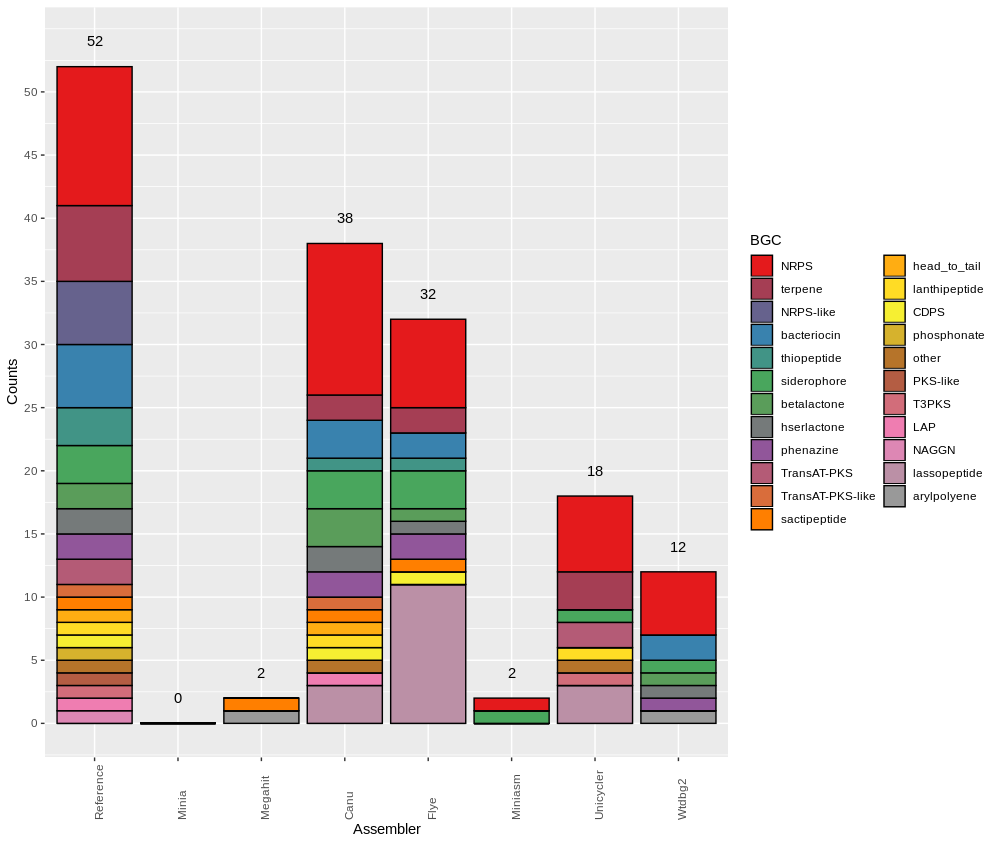 52
38
32
18
12
2
0
2
50
45
40
35
30
25
20
15
10
5
0
Counts
Reference
Minia
Megahit
Canu
Flye
Miniasm
Unicycler
Wtdbg2
Assembler
BGC
NRPS
terpene
NRPS-like
bacteriocin
thiopeptide
siderophore
betalactone
hserlactone
phenazine
TransAT-PKS
TransAT-PKS-like
sactipeptide
head_to_tail
lanthipeptide
CDPS
phosphonate
other
PKS-like
T3PKS
LAP
NAGGN
lassopeptide
arylpolyene